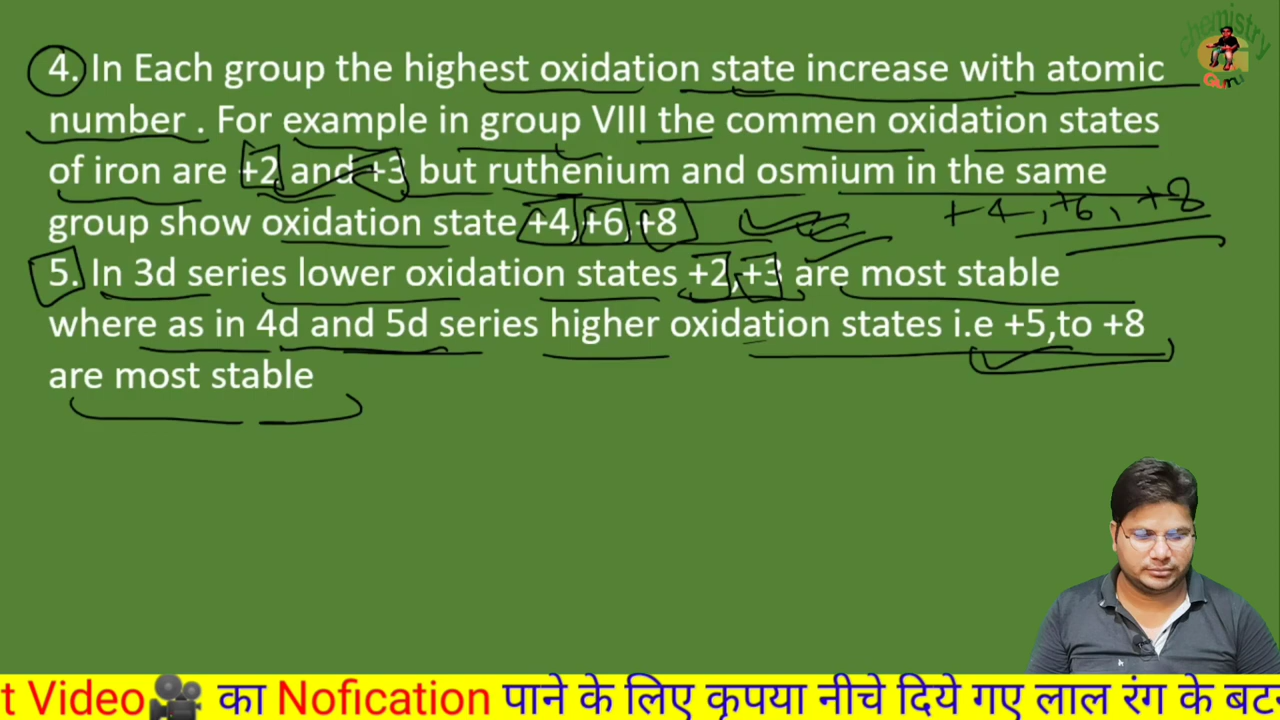 chemistry
Guru
4. In Each group the highest oxidation state increase with atomic
number . For example in group VIII the commen oxidation states
of iron are +2 and +3 but ruthenium and osmium in the same
group show oxidation state +4,+6,+8
+4, +6, +8
5. In 3d series lower oxidation states +2,+3 are most stable
where as in 4d and 5d series higher oxidation states i.e +5,to +8
are most stable
t Video🎥 का Nofication पाने के लिए कृपया नीचे दिये गए लाल रंग के बट